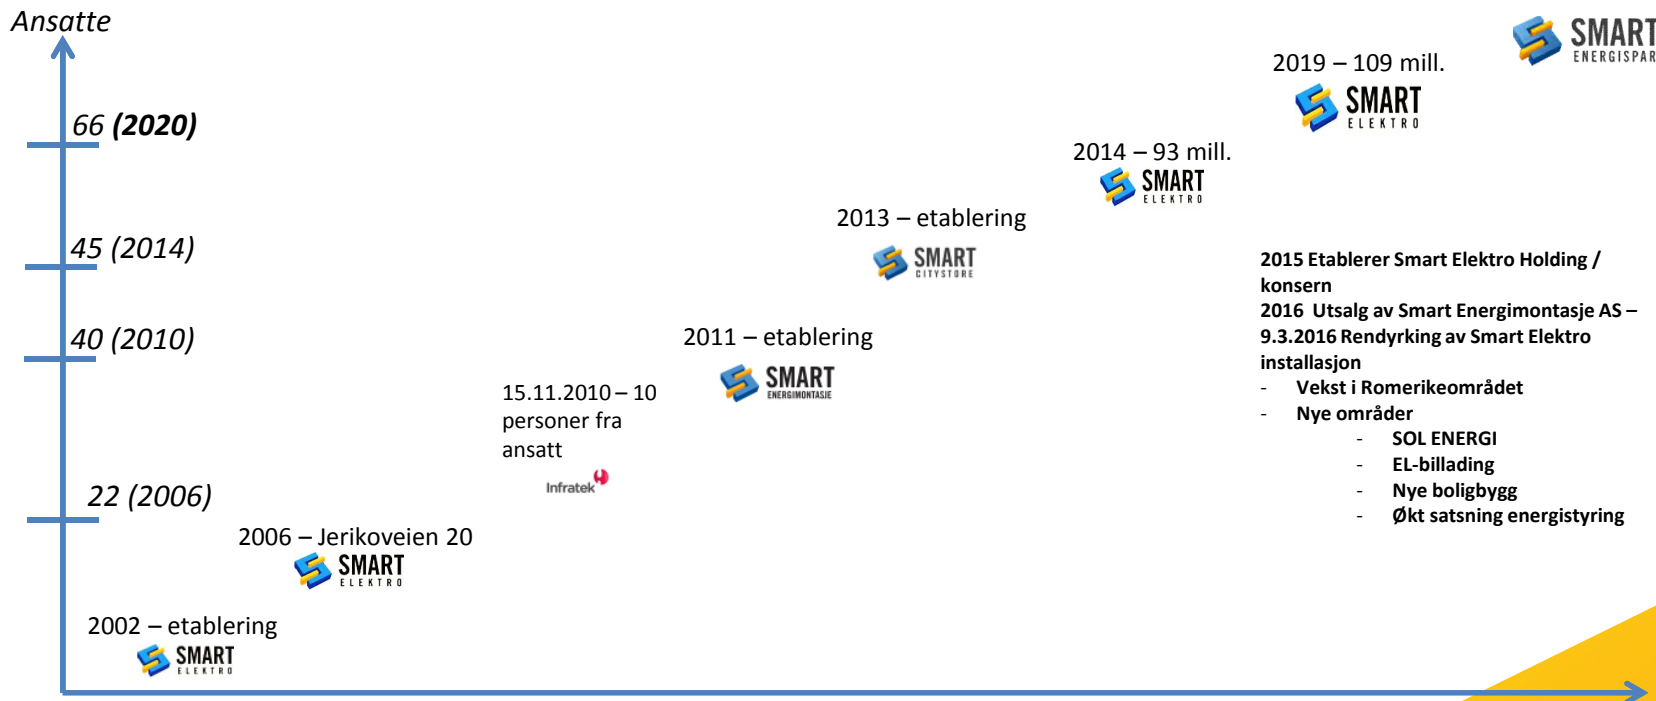 Ansatte
66 (2020)
45 (2014)
40 (2010)
22 (2006)
2002 – etablering
SMART
ELEKTRO
2006 – Jerikoveien 20
SMART
ELEKTRO
15.11.2010 – 10
personer fra
ansatt
Infratek
2011 – etablering
SMART
ENERGIMONTASJE
2013 – etablering
SMART
CITYSTORE
2014 – 93 mill.
SMART
ELEKTRO
2019 – 109 mill.
SMART
ELEKTRO
SMART
ENERGISPAR
2015 Etablerer Smart Elektro Holding /
konsern
2016 Utsalg av Smart Energimontasje AS –
9.3.2016 Rendyrking av Smart Elektro
installasjon
- Vekst i Romerikeområdet
- Nye områder
- SOL ENERGI
- EL-billading
- Nye boligbygg
- Økt satsning energistyring